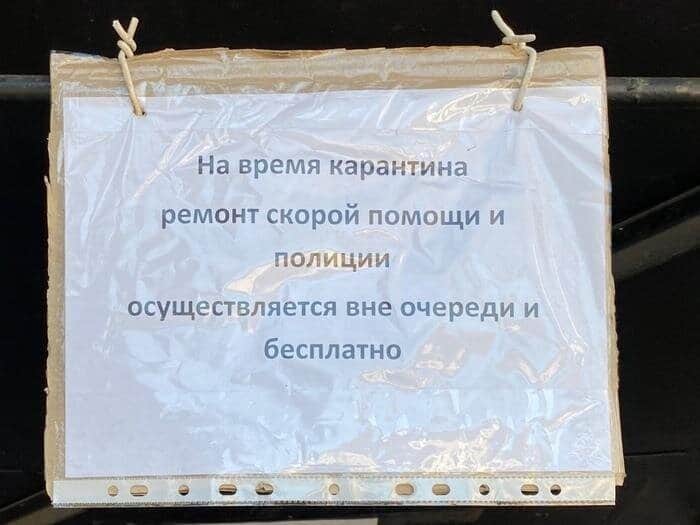 На время карантина
ремонт скорой помощи и
полиции
осуществляется вне очереди и
бесплатно